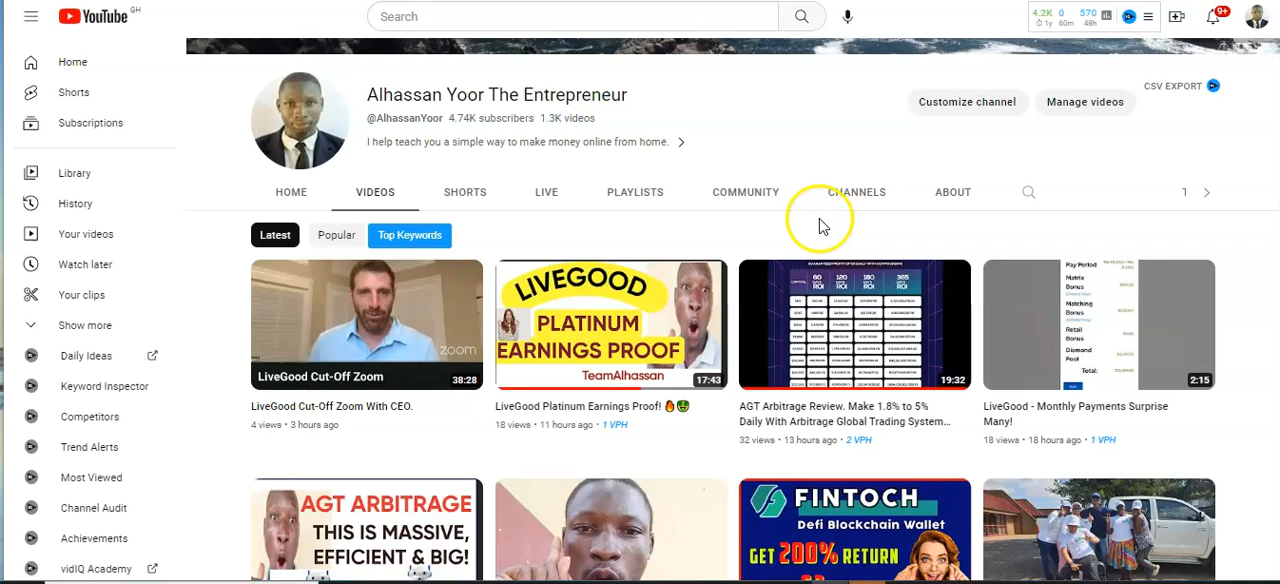 YouTube GH
Search
4.2K 0 570
1y 60m 48h
9+
Home
Shorts
Subscriptions
Library
History
Your videos
Watch later
Your clips
Show more
Daily Ideas
Keyword Inspector
Competitors
Trend Alerts
Most Viewed
Channel Audit
Achievements
vidIQ Academy
Alhassan Yoor The Entrepreneur
@AlhassanYoor 4.74K subscribers 1.3K videos
I help teach you a simple way to make money online from home.
Customize channel
Manage videos
CSV EXPORT
HOME VIDEOS SHORTS LIVE PLAYLISTS COMMUNITY CHANNELS ABOUT 1
Latest Popular Top Keywords
zoom
LiveGood Cut-Off Zoom
38:28
LiveGood Cut-Off Zoom With CEO.
4 views • 3 hours ago
LIVEGOOD
PLATINUM
EARNINGS PROOF
TeamAlhassan
17:43
LiveGood Platinum Earnings Proof! 🔥🤑
18 views • 11 hours ago • 1 VPH
60 120 180 365
ROI ROI ROI ROI
19:32
AGT Arbitrage Review. Make 1.8% to 5%
Daily With Arbitrage Global Trading System...
32 views • 13 hours ago • 2 VPH
Pay Period
Matrix
Bonus
Matching
Bonus
Retail
Bonus
Diamond
Pool
Total:
2:15
LiveGood - Monthly Payments Surprise
Many!
18 views • 18 hours ago • 1 VPH
AGT ARBITRAGE
THIS IS MASSIVE,
EFFICIENT & BIG!
FINTOCH
Defi Blockchain Wallet
GET 200% RETURN